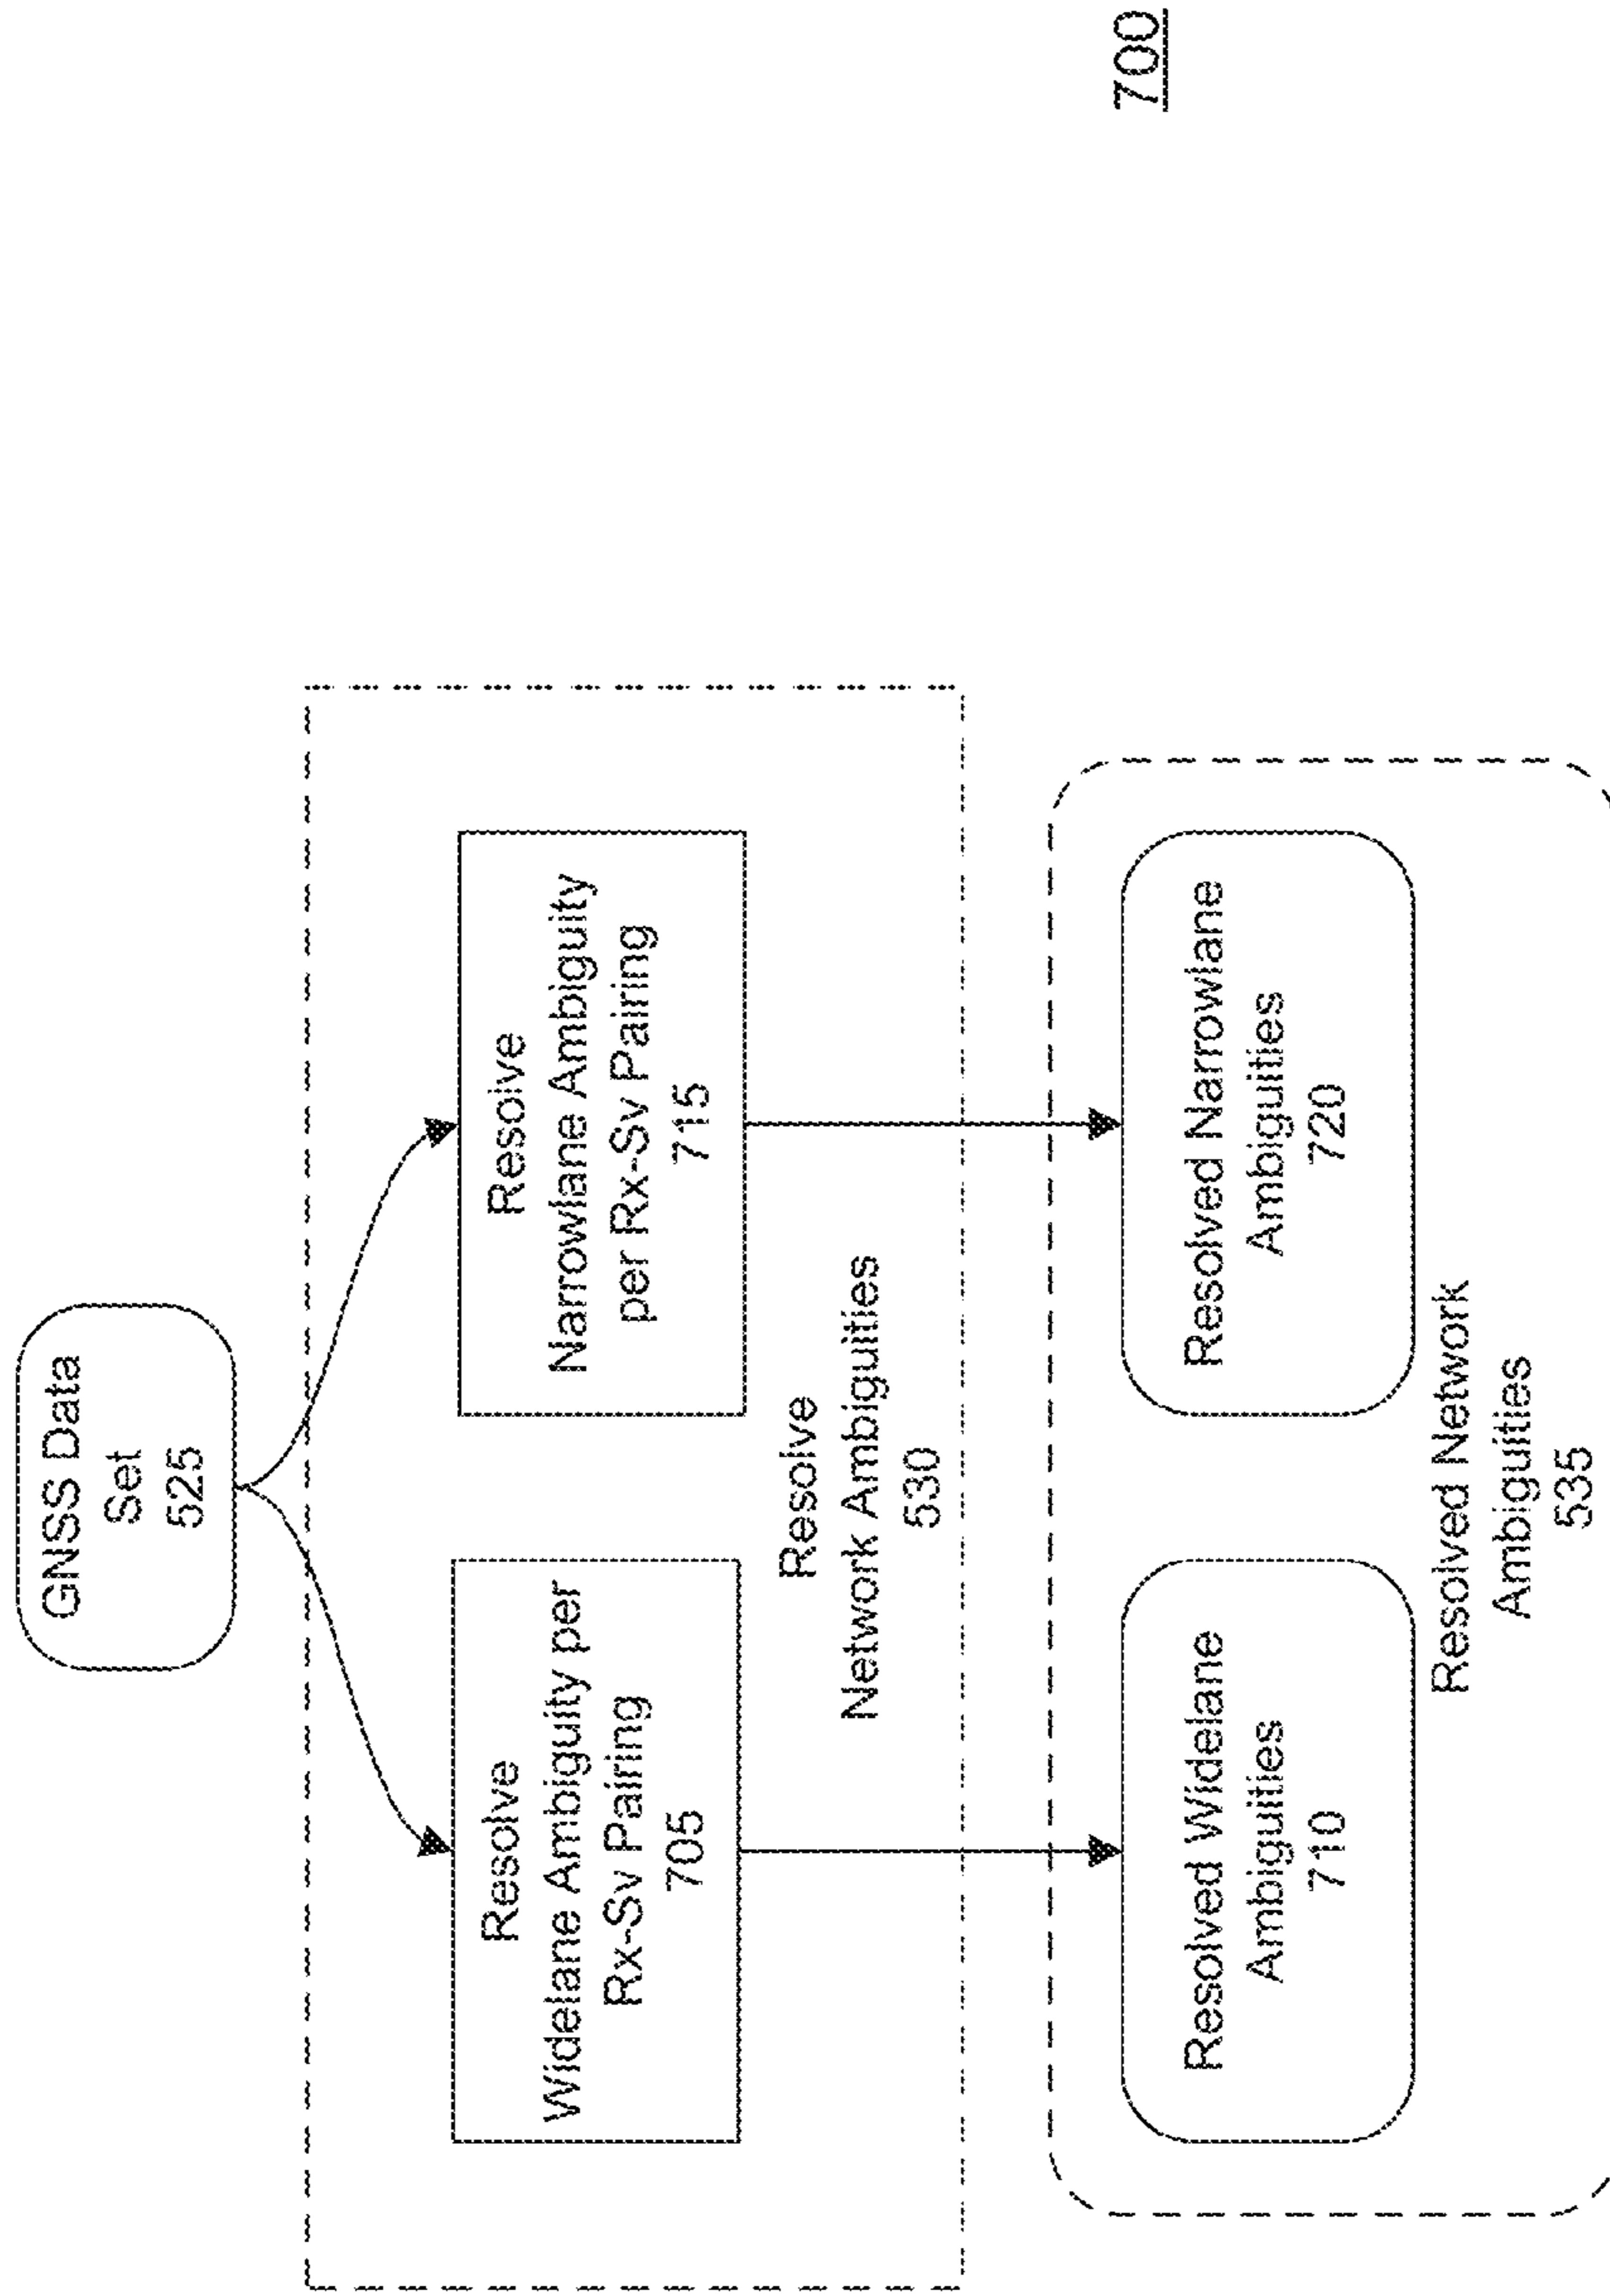 GNSS Data
Set
525
Resolve
Widelane Ambiguity per
Rx-Sv Pairing
705
Resolve
Narrowlane Ambiguity
per Rx-Sv Pairing
715
Resolve
Network Ambiguities
530
Resolved Widelane
Ambiguities
710
Resolved Narrowlane
Ambiguities
720
Resolved Network
Ambiguities
535
700